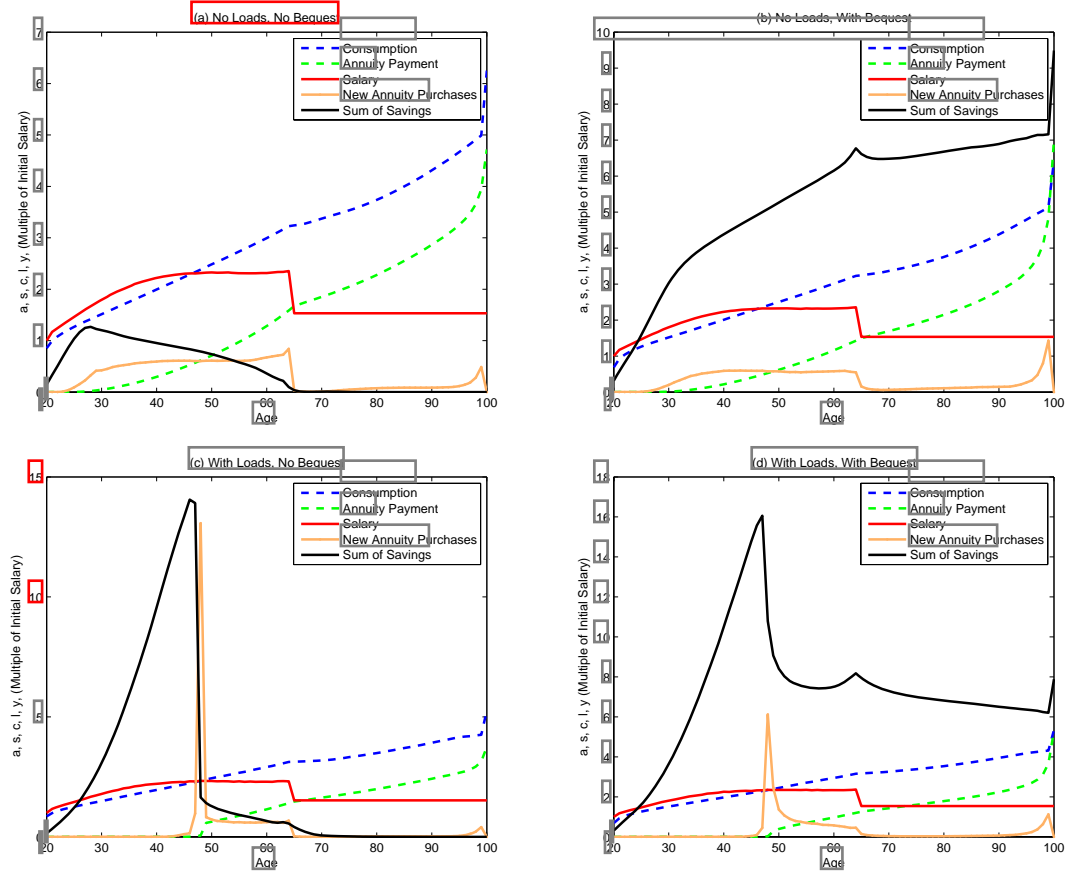 (a) No Loads, No Bequest
7
6
5
4
3
2
1
0
a, s, c, l, y, (Multiple of Initial Salary)
Consumption
Annuity Payment
Salary
New Annuity Purchases
Sum of Savings
20 30 40 50 60 70 80 90 100
Age
(b) No Loads, With Bequest
10
9
8
7
6
5
4
3
2
1
0
a, s, c, l, y, (Multiple of Initial Salary)
Consumption
Annuity Payment
Salary
New Annuity Purchases
Sum of Savings
20 30 40 50 60 70 80 90 100
Age
(c) With Loads, No Bequest
15
10
5
0
a, s, c, l, y, (Multiple of Initial Salary)
Consumption
Annuity Payment
Salary
New Annuity Purchases
Sum of Savings
20 30 40 50 60 70 80 90 100
Age
(d) With Loads, With Bequest
18
16
14
12
10
8
6
4
2
0
a, s, c, l, y (Multiple of Initial Salary)
Consumption
Annuity Payment
Salary
New Annuity Purchases
Sum of Savings
20 30 40 50 60 70 80 90 100
Age